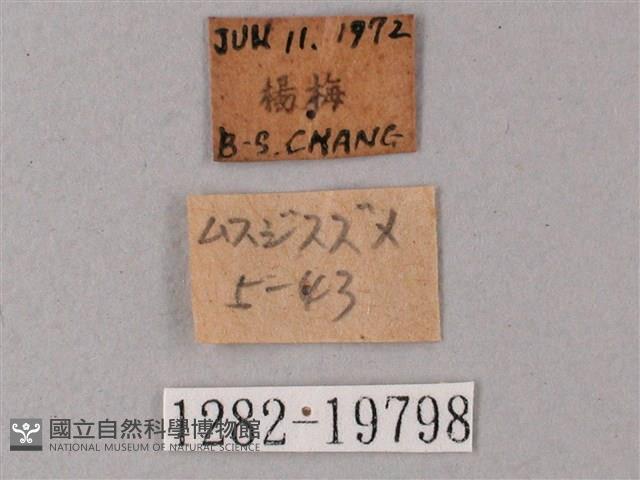 JUN 11. 1972
楊梅
B-S. CHANG
ムスジスズメ
5-43
1282-19798
國立自然科學博物館
NATIONAL MUSEUM OF NATURAL SCIENCE